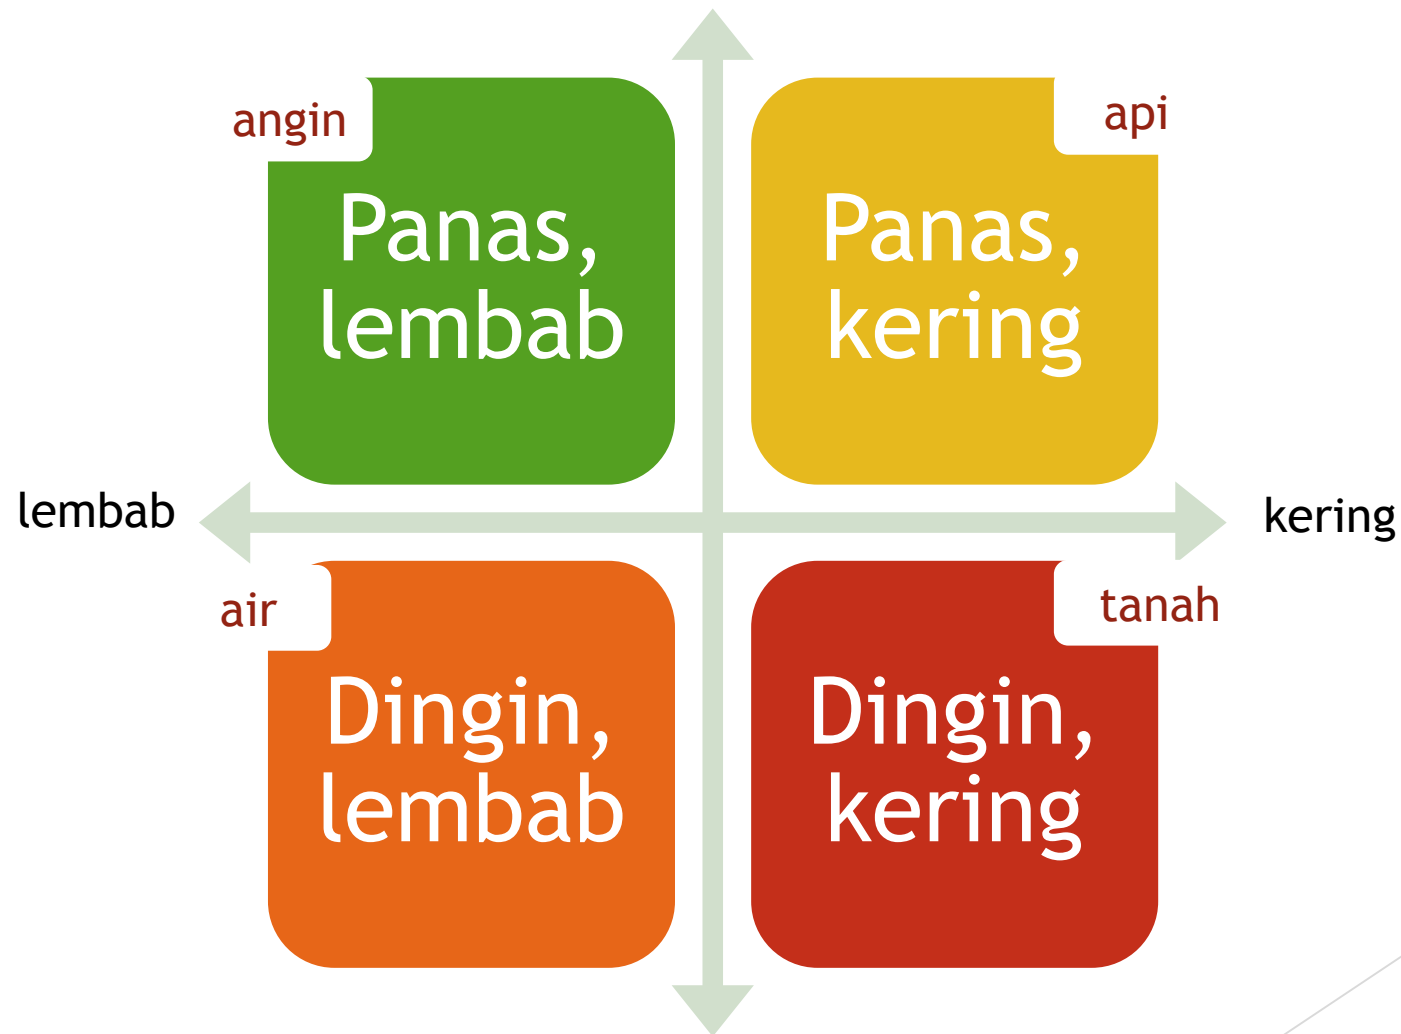 angin
Panas,
lembab
api
Panas,
kering
lembab
kering
air
Dingin,
lembab
tanah
Dingin,
kering